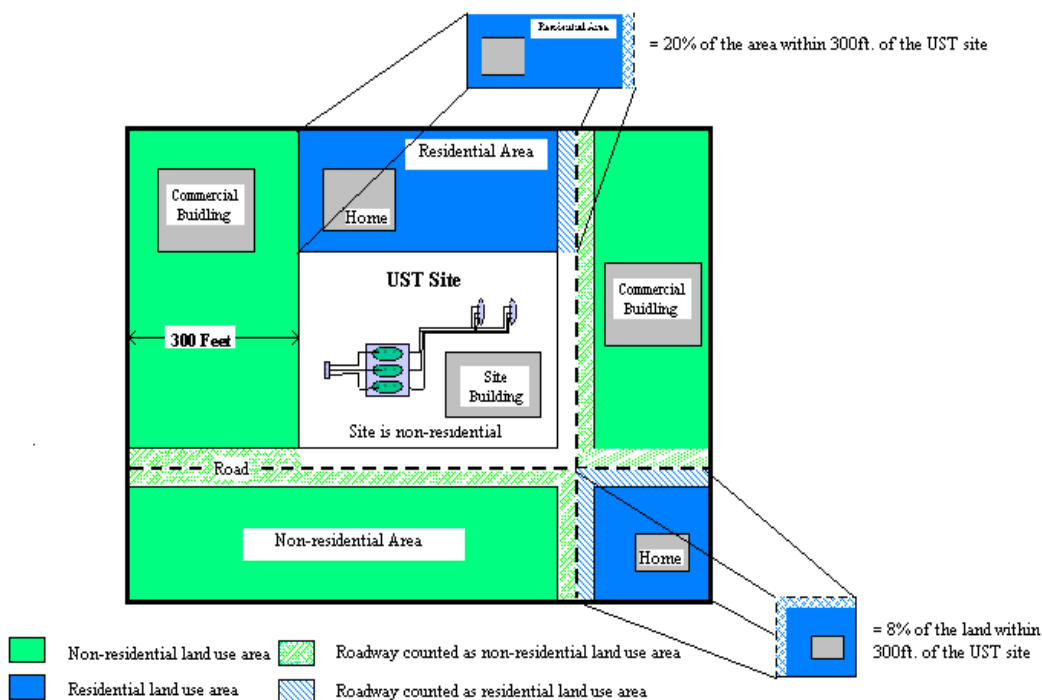 Residential Area
= 20% of the area within 300ft. of the UST site
Residential Area
Commercial
Buidling
Home
UST Site
Commercial
Buidling
300 Feet
Site
Building
Site is non-residential
Road
Non-residential Area
Home
= 8% of the land within
300ft. of the UST site
Non-residential land use area
Roadway counted as non-residential land use area
Residential land use area
Roadway counted as residential land use area